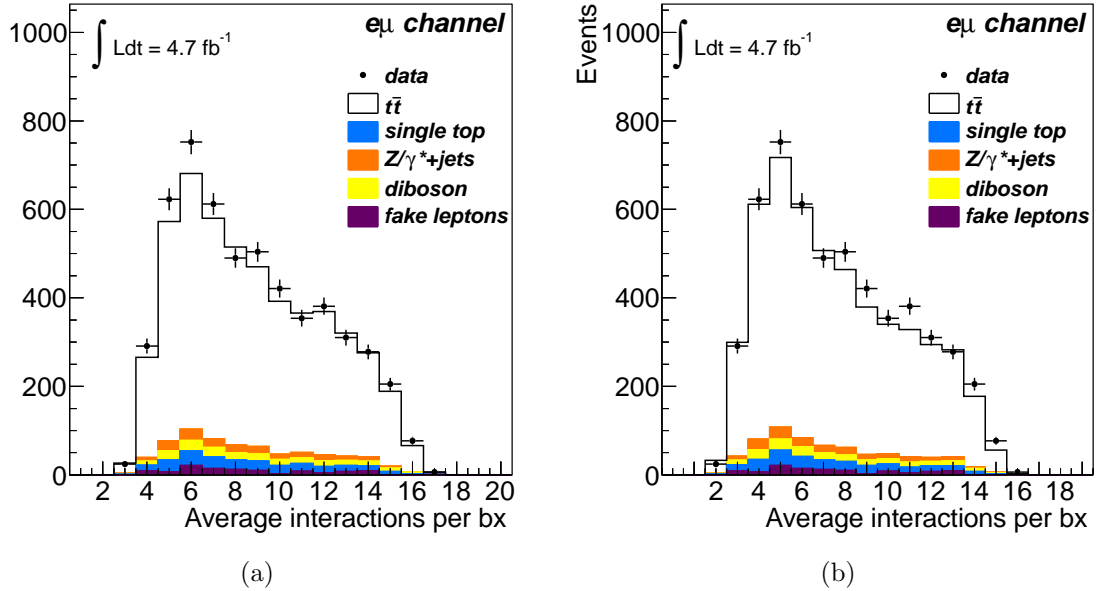 1000
800
600
400
200
0
∫ Ldt = 4.7 fb⁻¹
eμ channel
data
tt̄
single top
Z/γ*+jets
diboson
fake leptons
2 4 6 8 10 12 14 16 18 20
Average interactions per bx
(a)
Events
1000
800
600
400
200
0
∫ Ldt = 4.7 fb⁻¹
eμ channel
data
tt̄
single top
Z/γ*+jets
diboson
fake leptons
2 4 6 8 10 12 14 16 18
Average interactions per bx
(b)